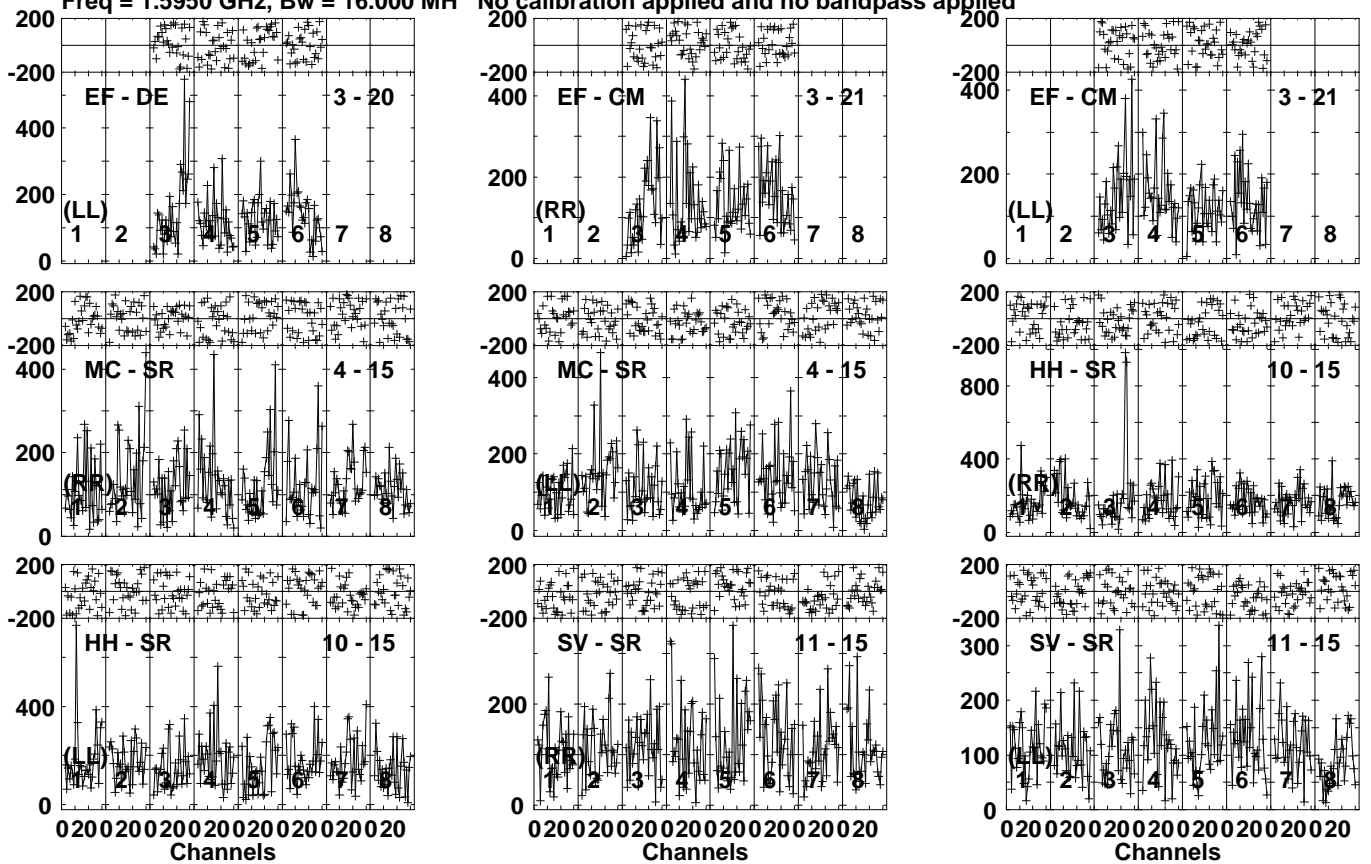 Freq = 1.5950 GHz, Bw = 16.000 MH No calibration applied and no bandpass applied
200
-200
EF - DE 3 - 20
400
200
0
(LL)
1 2 3 4 5 6 7 8
200
-200
EF - CM 3 - 21
400
200
0
(RR)
1 2 3 4 5 6 7 8
200
-200
EF - CM 3 - 21
400
200
0
(LL)
1 2 3 4 5 6 7 8
200
-200
MC - SR 4 - 15
400
200
0
(RR)
1 2 3 4 5 6 7 8
200
-200
MC - SR 4 - 15
400
200
0
(LL)
1 2 3 4 5 6 7 8
200
-200
HH - SR 10 - 15
800
400
0
(RR)
1 2 3 4 5 6 7 8
200
-200
HH - SR 10 - 15
400
0
(LL)
1 2 3 4 5 6 7 8
0 20 0 20 0 20 0 20 0 20 0 20 0 20 0 20
Channels
200
-200
SV - SR 11 - 15
200
0
(RR)
1 2 3 4 5 6 7 8
0 20 0 20 0 20 0 20 0 20 0 20 0 20 0 20
Channels
200
-200
SV - SR 11 - 15
300
200
100
0
(LL)
1 2 3 4 5 6 7 8
0 20 0 20 0 20 0 20 0 20 0 20 0 20 0 20
Channels